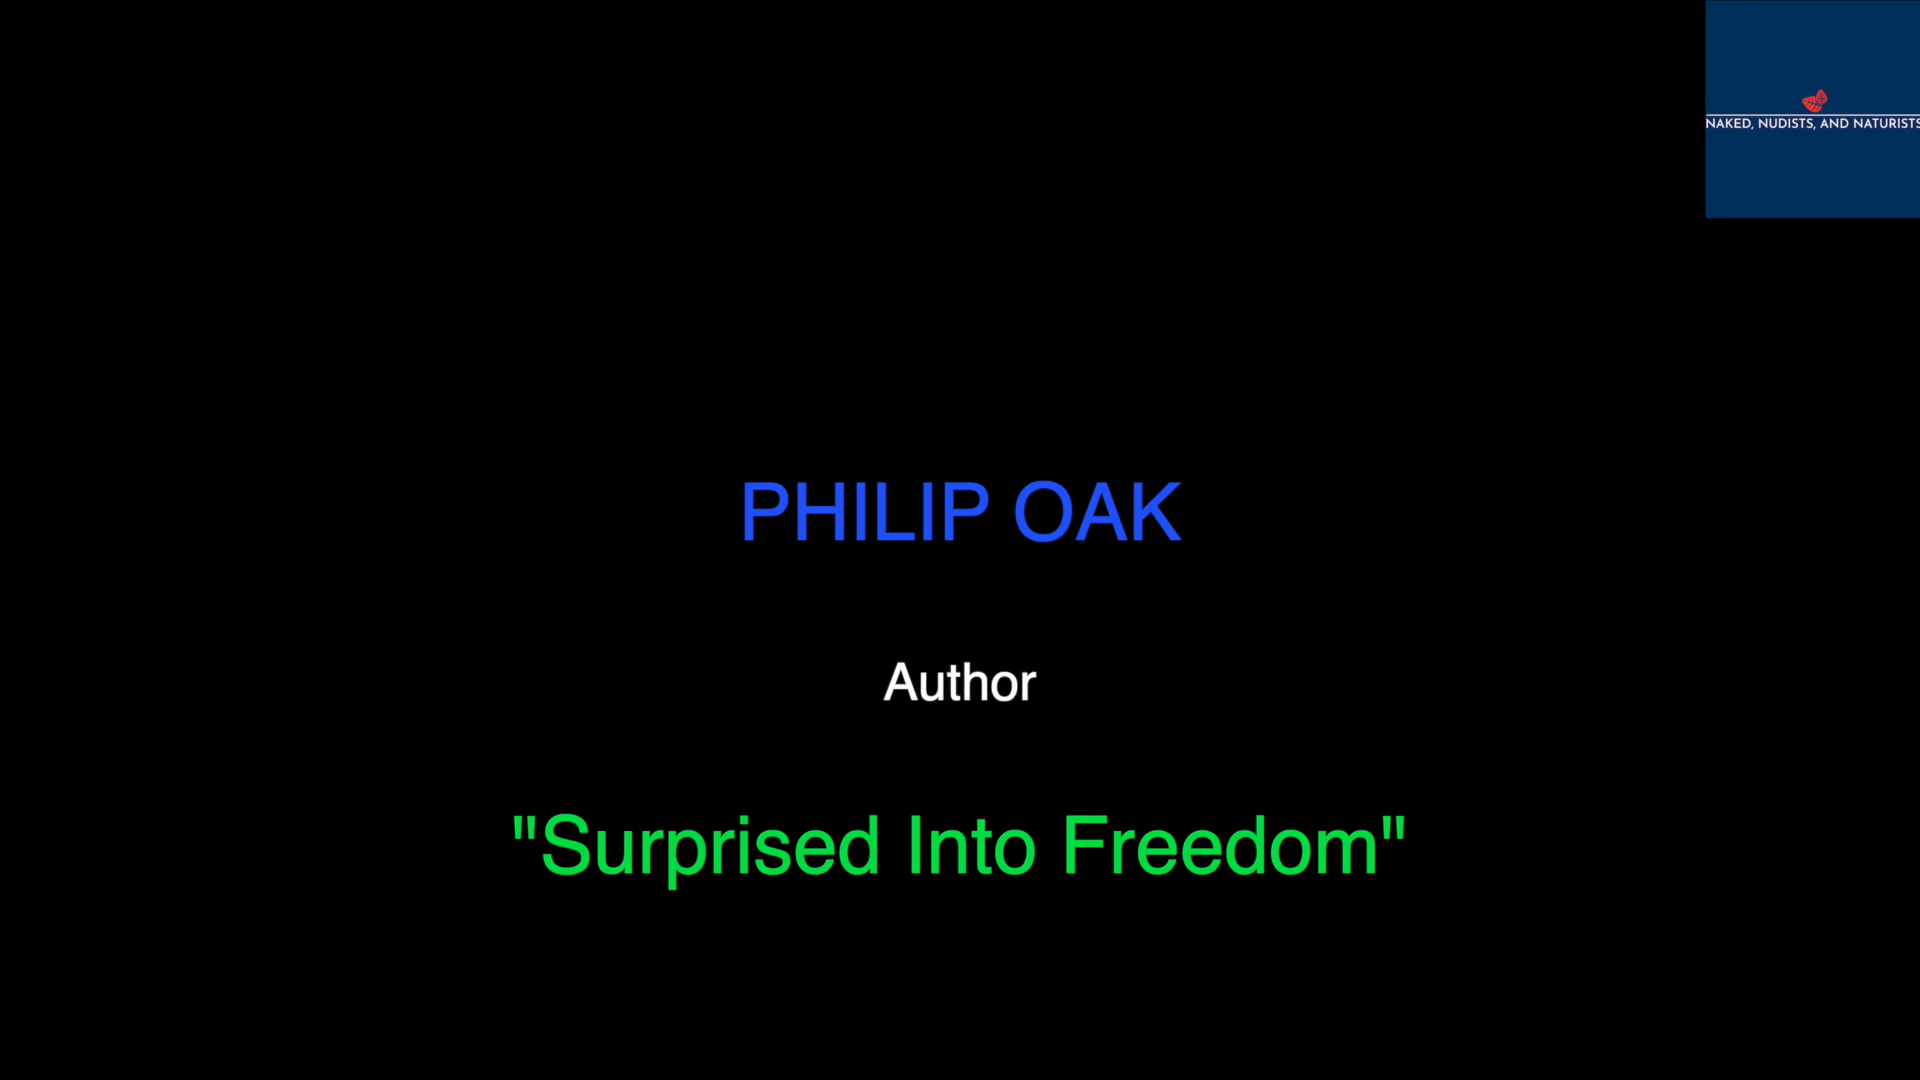 NAKED, NUDISTS, AND NATURISTS
PHILIP OAK
Author
"Surprised Into Freedom"